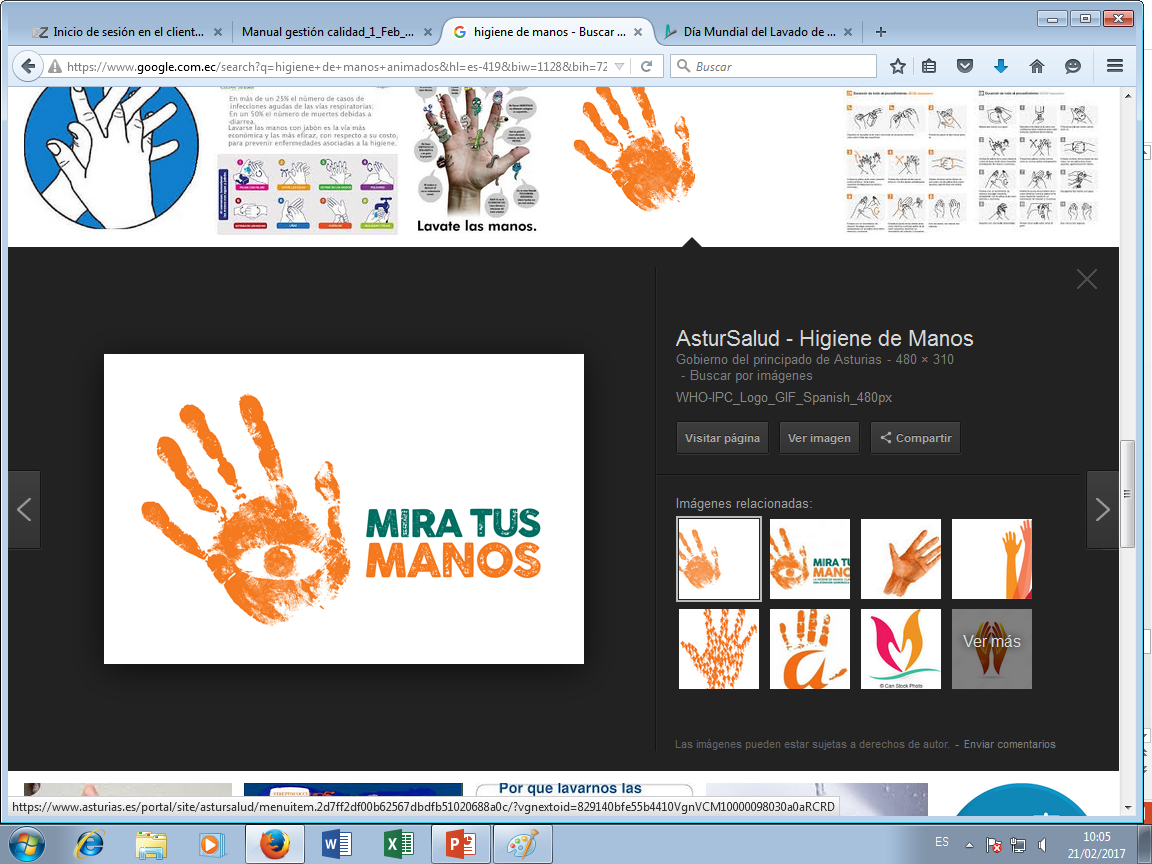 Inicio de sesión en el client...
Manual gestión calidad_1_Feb_...
higiene de manos - Buscar ...
Día Mundial del Lavado de ...
https://www.google.com.ec/search?q=higiene+de+manos+animados&hl=es-419&biw=1128&bih=72
Buscar
En más de un 25% el número de casos de
infecciones agudas de las vías respiratorias.
En un 50% el número de muertes debidas a
diarrea.
Lavarse las manos con jabón es la vía más
económica y las más eficaz, con respecto a su costo,
para prevenir enfermedades asociadas a la higiene.
Lavate las manos.
AsturSalud - Higiene de Manos
Gobierno del principado de Asturias - 480 × 310
- Buscar por imágenes
WHO-IPC_Logo_GIF_Spanish_480px
Visitar página
Ver imagen
Compartir
MIRA TUS
MANOS
Imágenes relacionadas:
MIRA TU
MANO
© Can Stock Photo
Ver más
Las imágenes pueden estar sujetas a derechos de autor. - Enviar comentarios
Por que lavarnos las
https://www.asturias.es/portal/site/astursalud/menuitem.2d7ff2df00b62567dbdfb51020688a0c/?vgnextoid=829140bfe55b4410VgnVCM10000098030a0aRCRD
ES
10:05
21/02/2017